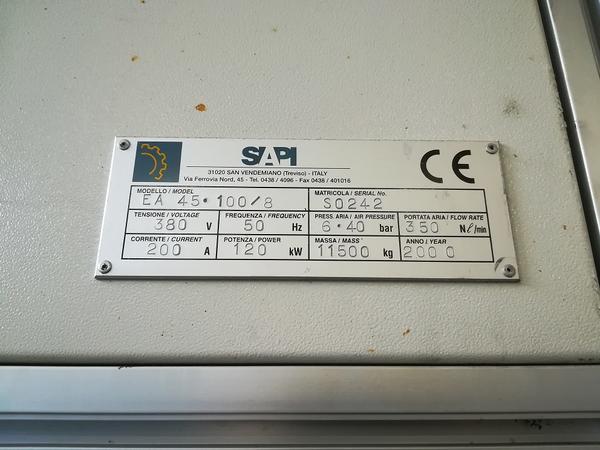 SIAPI
31020 SAN VENDEMIANO (Treviso) - ITALY
Via Ferrovia Nord, 45 - Tel. 0438 / 4096 - Fax 0438 / 401016
CE
MODELLO / MODEL
EA 45•100/8
MATRICOLA / SERIAL No.
S0242
TENSIONE / VOLTAGE
380 V
FREQUENZA / FREQUENCY
50 Hz
PRESS. ARIA / AIR PRESSURE
6•40 bar
PORTATA ARIA / FLOW RATE
350 Nℓ/min
CORRENTE / CURRENT
200 A
POTENZA / POWER
120 kW
MASSA / MASS
11500 kg
ANNO / YEAR
2000